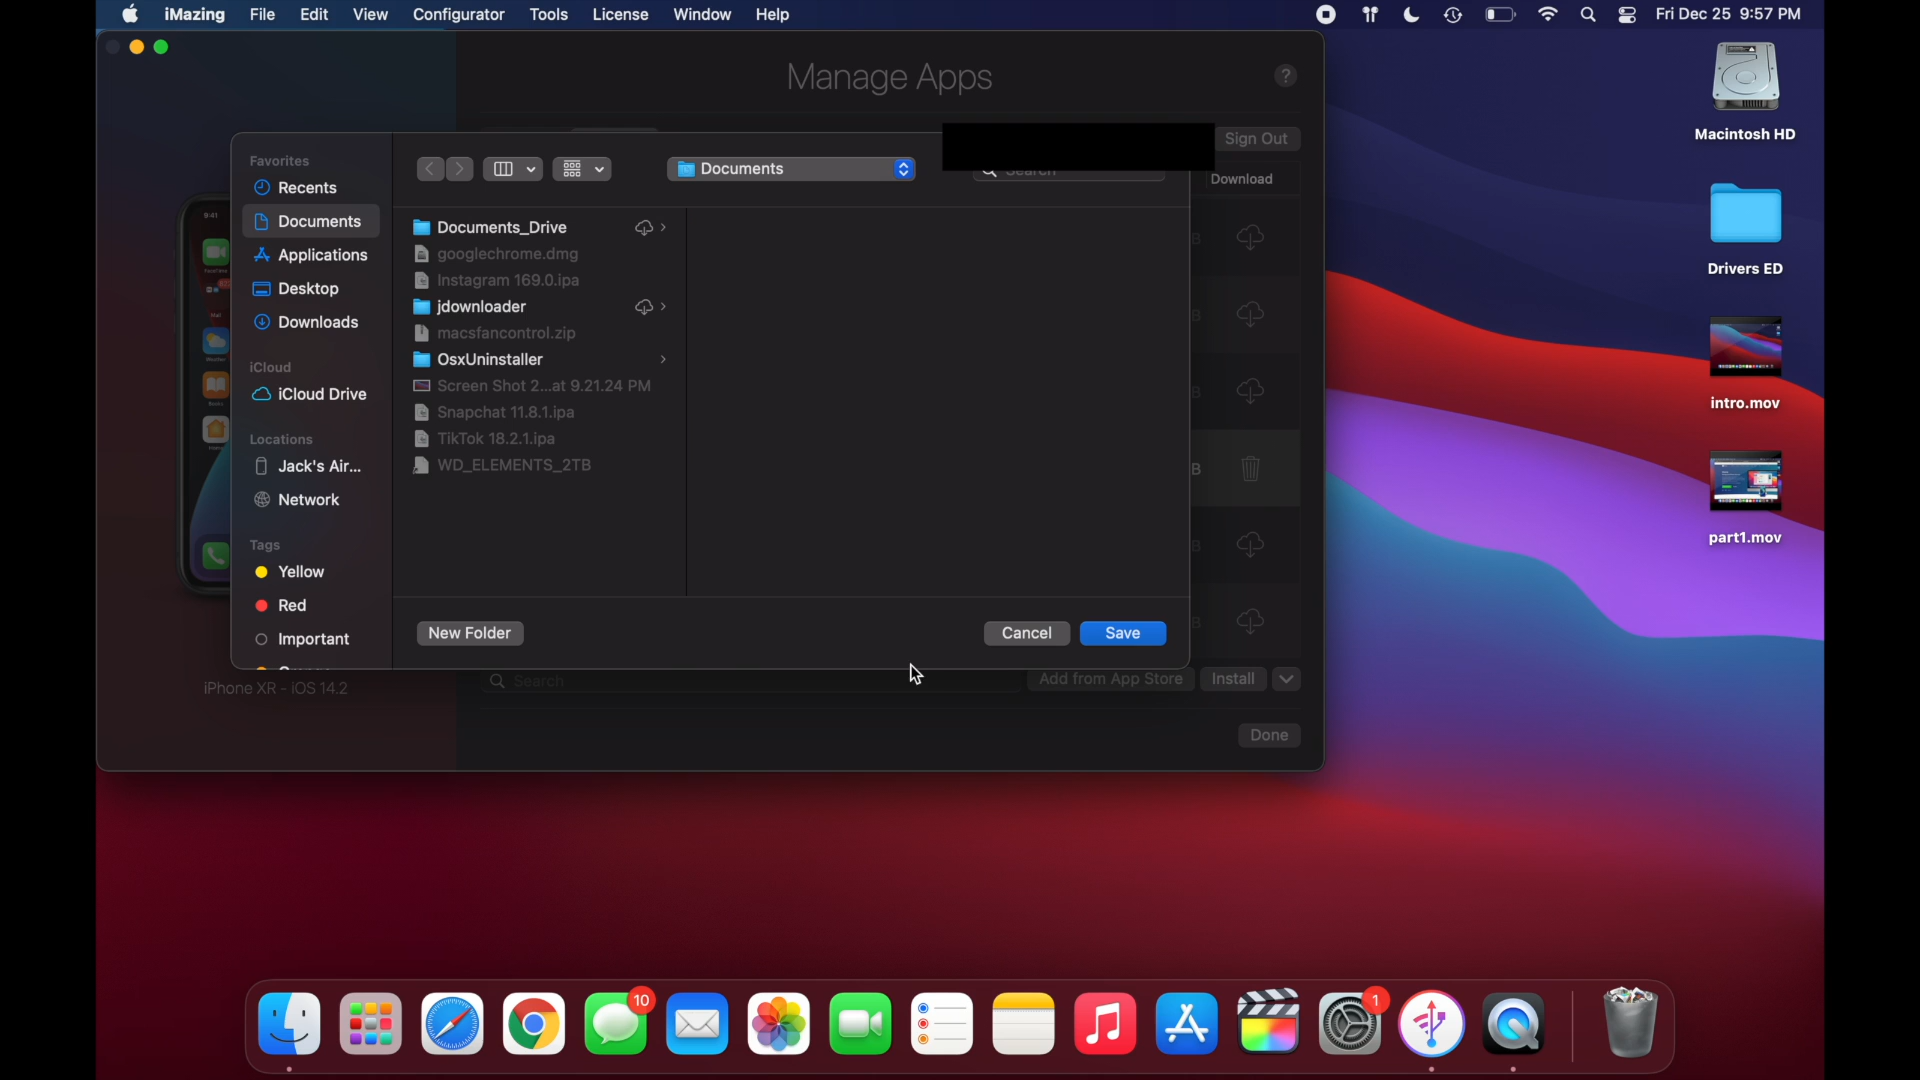 iMazing File Edit View Configurator Tools License Window Help
Fri Dec 25 9:57 PM
Manage Apps
?
Sign Out
Download
Favorites
Recents
Documents
Applications
Desktop
Downloads
iCloud
iCloud Drive
Locations
Jack's Air...
Network
Tags
Yellow
Red
Important
Documents
Search
Documents_Drive
googlechrome.dmg
Instagram 169.0.ipa
jdownloader
macsfancontrol.zip
OsxUninstaller
Screen Shot 2...at 9.21.24 PM
Snapchat 11.8.1.ipa
TikTok 18.2.1.ipa
WD_ELEMENTS_2TB
New Folder
Cancel
Save
B
B
B
B
B
B
9:41
iPhone XR - iOS 14.2
Search
Add from App Store
Install
Done
Macintosh HD
Drivers ED
intro.mov
part1.mov
10
1